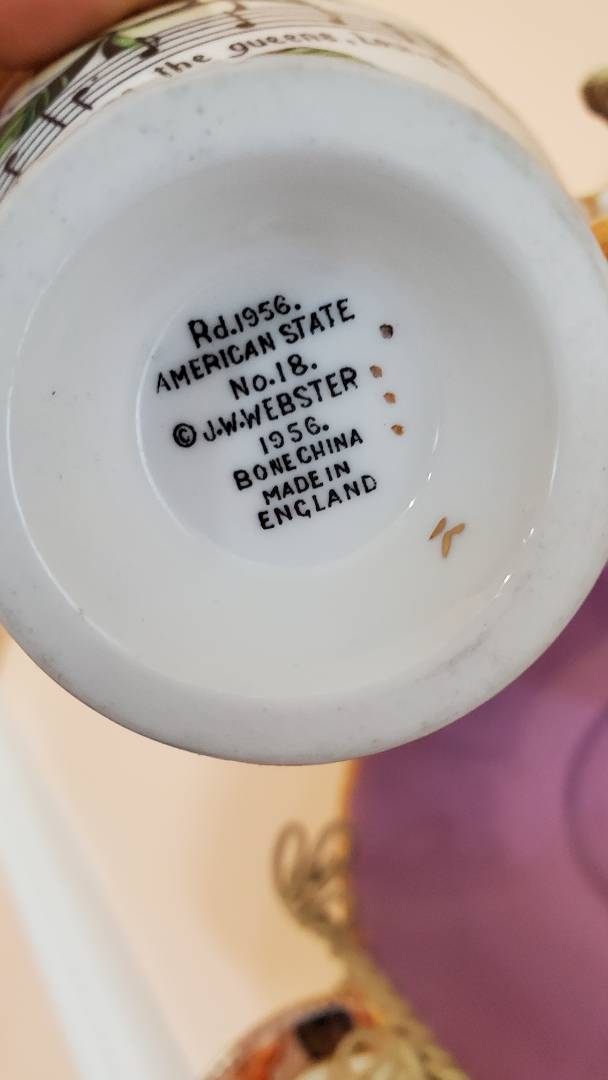 the queens,
Rd.1956.
AMERICAN STATE
No.18.
© J.W.WEBSTER
1956.
BONE CHINA
MADE IN
ENGLAND